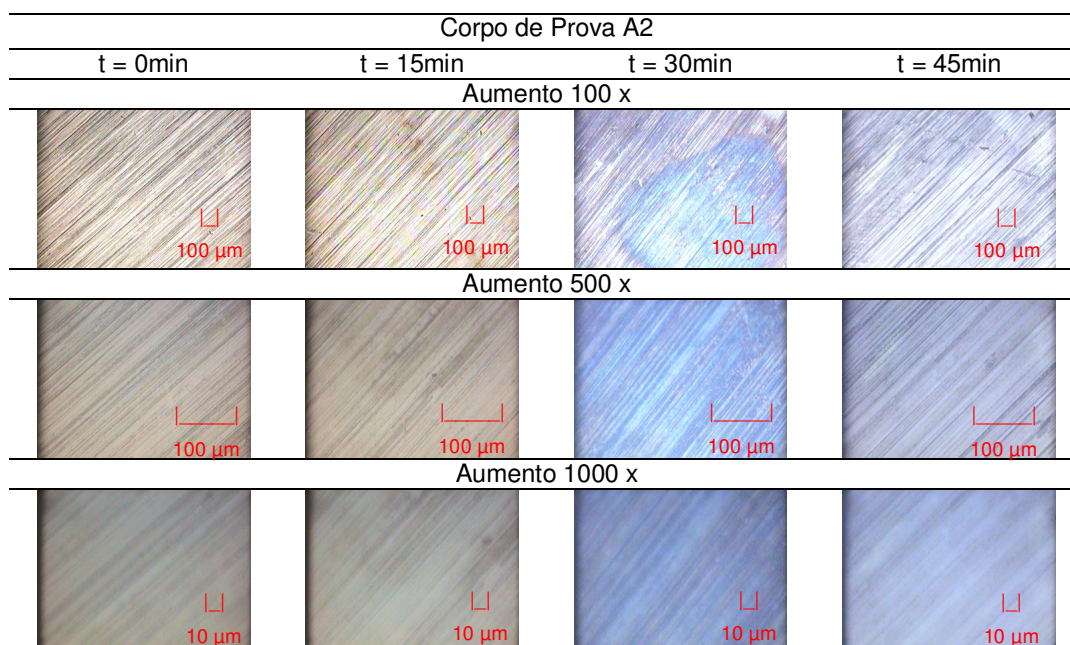 Corpo de Prova A2
t = 0min t = 15min t = 30min t = 45min
Aumento 100 x
100 µm 100 µm 100 µm 100 µm
Aumento 500 x
100 µm 100 µm 100 µm 100 µm
Aumento 1000 x
10 µm 10 µm 10 µm 10 µm